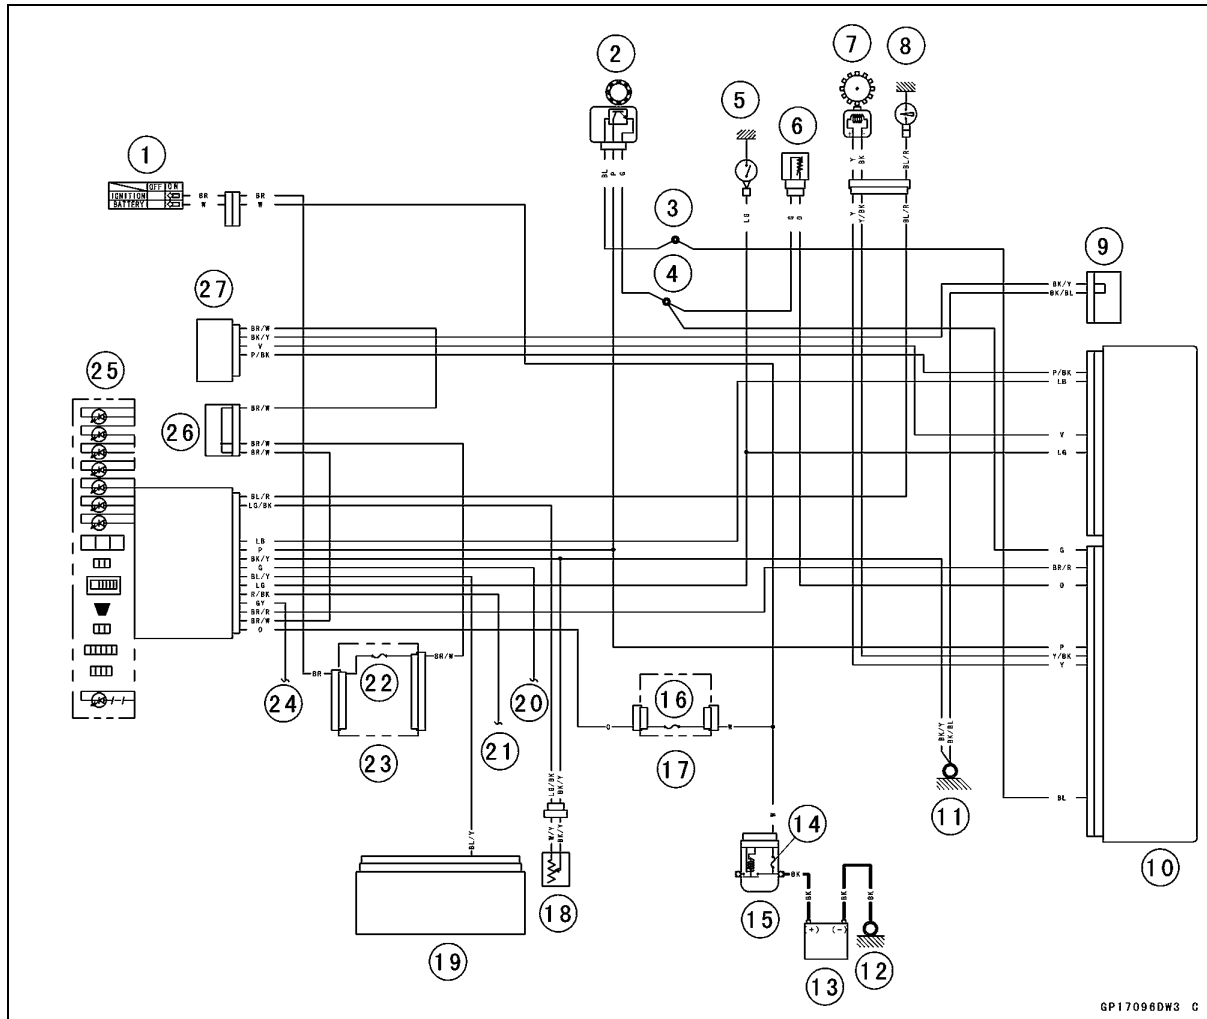 2
7
8
5
6
1
OFF ON
IGNITION
BATTERY
BR
W
BR
W
BL
P
G
Y
BK
BL/R
LG
G
O
Y
Y/BK
BL/R
3
4
9
BK/Y
BK/BL
27
BR/W
BK/Y
V
P/BK
25
P/BK
LB
26
BR/W
BR/W
BR/W
V
LG
BL/R
LG/BK
LB
P
BK/Y
G
BL/Y
LG
R/BK
GY
BR/R
BR/W
O
G
BR/R
O
P
Y/BK
Y
BR
22
BR/W
24
20
16
21
23
O
W
17
BK/Y
BK/BL
11
BL
LG/BK
BK/Y
W/Y
BK/Y
BL/Y
W
14
10
BK
BK
BK
BK
15
18
19
(+) (-)
13
12
GP17096DW3 C